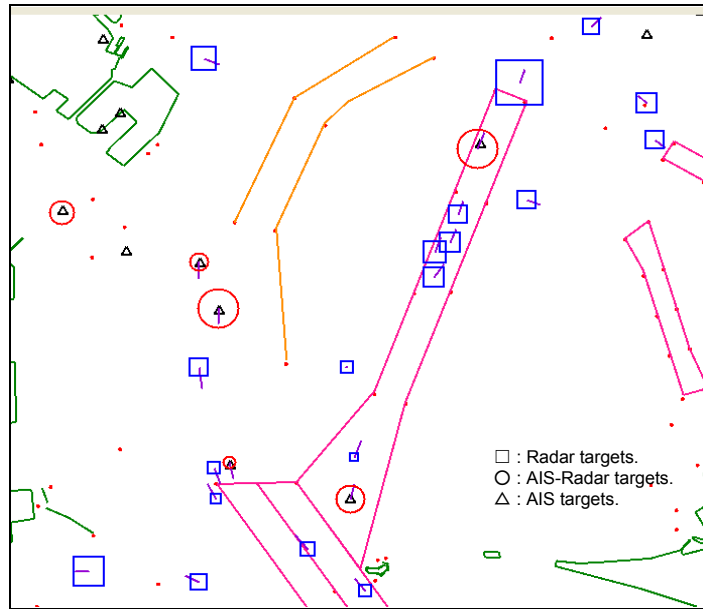 □ : Radar targets.
○ : AIS-Radar targets.
△ : AIS targets.